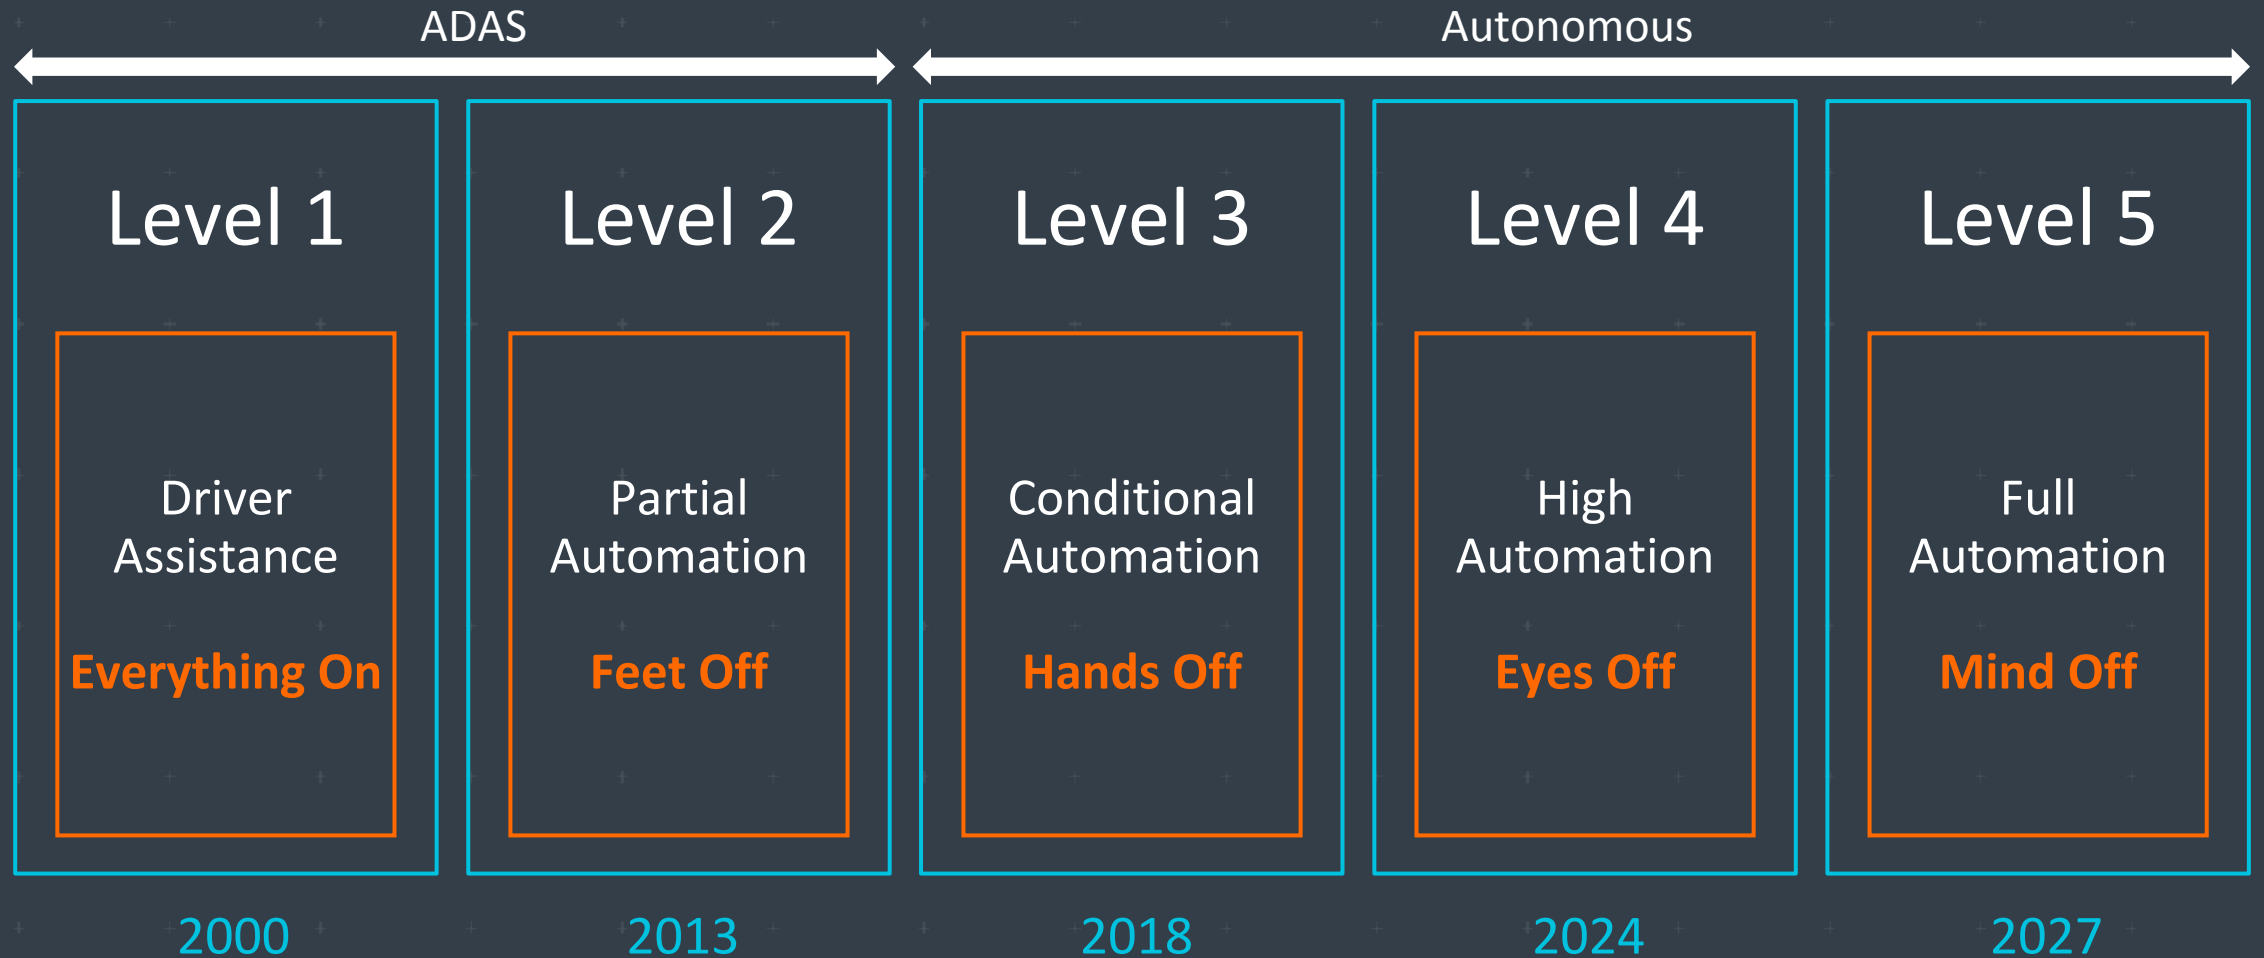 ADAS
Autonomous
Level 1
Level 2
Level 3
Level 4
Level 5
Driver
Assistance
Everything On
Partial
Automation
Feet Off
Conditional
Automation
Hands Off
High
Automation
Eyes Off
Full
Automation
Mind Off
2000
2013
2018
2024
2027